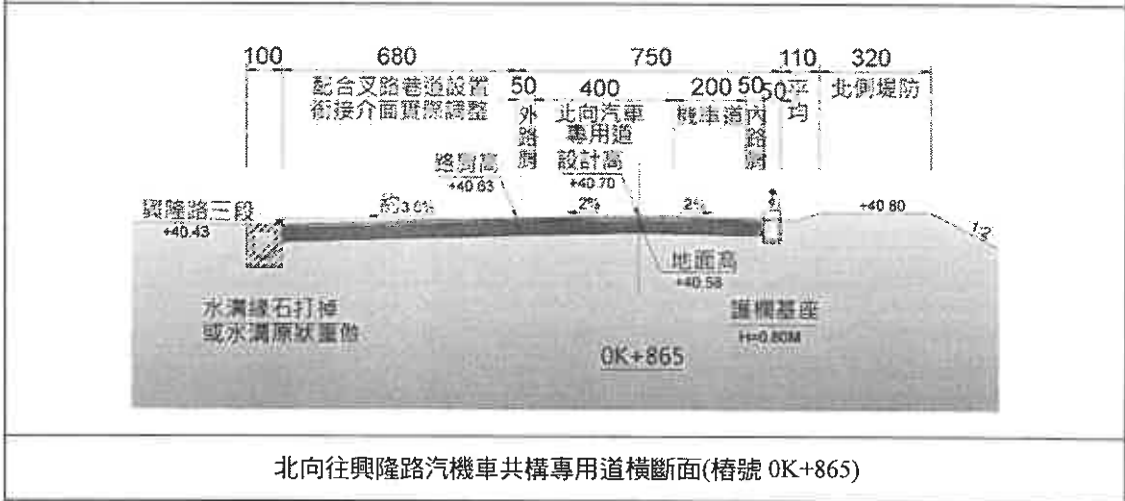 100 680 750 110 320
配合叉路巷道設置
銜接介面實際調整
50 400 200 50 50
外路肩
北向汽車
專用道
機車道
內路肩
平均
北側堤防
路肩高
+40.63
設計高
+40.70
興隆路三段
+40.43
約3.0%
2%
2%
+40.80
地面高
+40.58
水溝緣石打掉
或水溝原狀重做
護欄基座
H=0.80M
0K+865
北向往興隆路汽機車共構專用道橫斷面(樁號 0K+865)